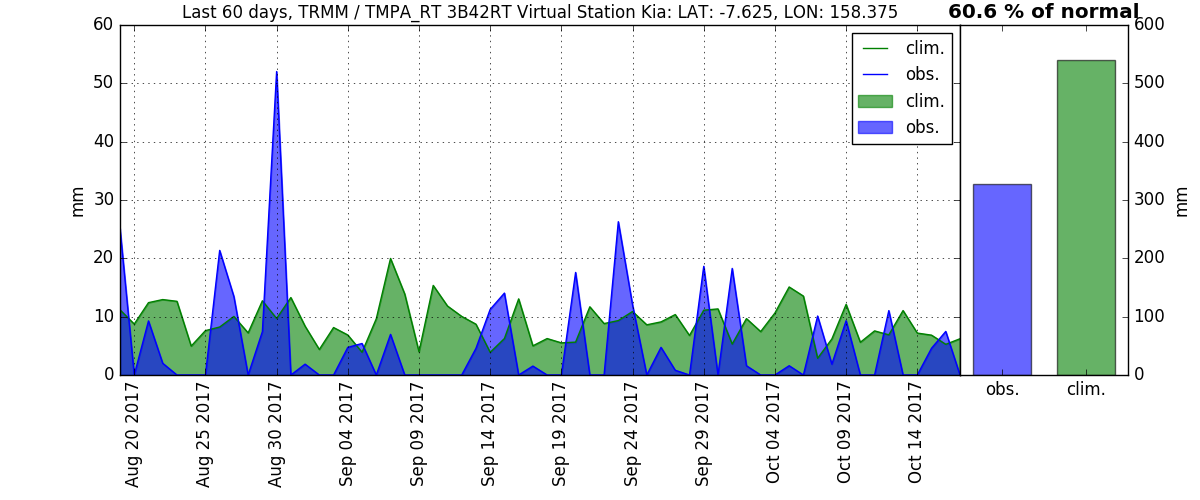 Last 60 days, TRMM / TMPA_RT 3B42RT Virtual Station Kia: LAT: -7.625, LON: 158.375
60.6 % of normal
mm
60
50
40
30
20
10
0
clim.
obs.
clim.
obs.
600
500
400
300
200
100
0
mm
Aug 20 2017
Aug 25 2017
Aug 30 2017
Sep 04 2017
Sep 09 2017
Sep 14 2017
Sep 19 2017
Sep 24 2017
Sep 29 2017
Oct 04 2017
Oct 09 2017
Oct 14 2017
obs.
clim.